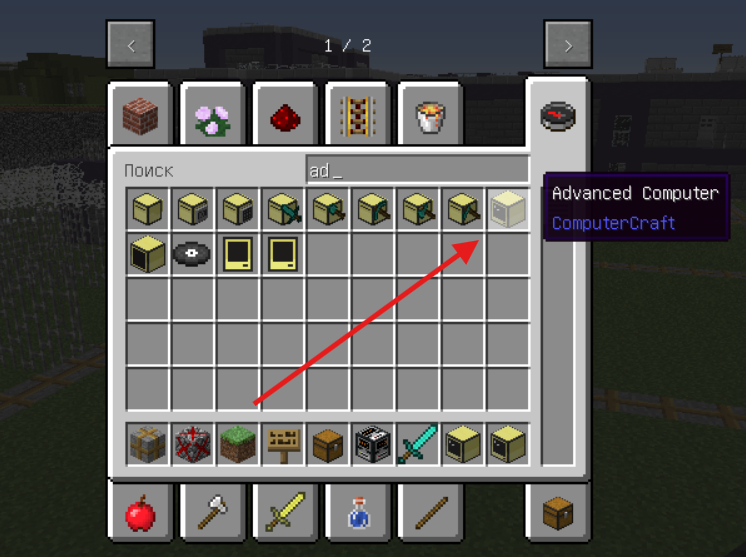 < 1 / 2 >
Поиск ad_
Advanced Computer
ComputerCraft